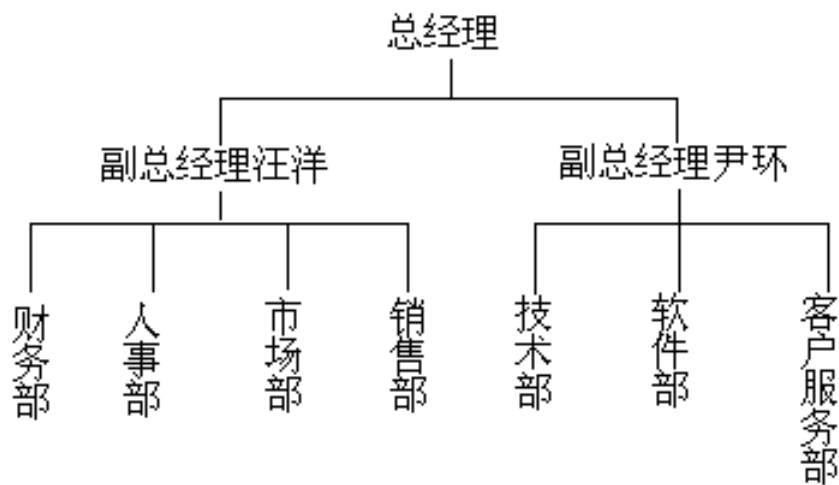 总经理
副总经理汪洋
副总经理尹环
财务部
人事部
市场部
销售部
技术部
软件部
客户服务部